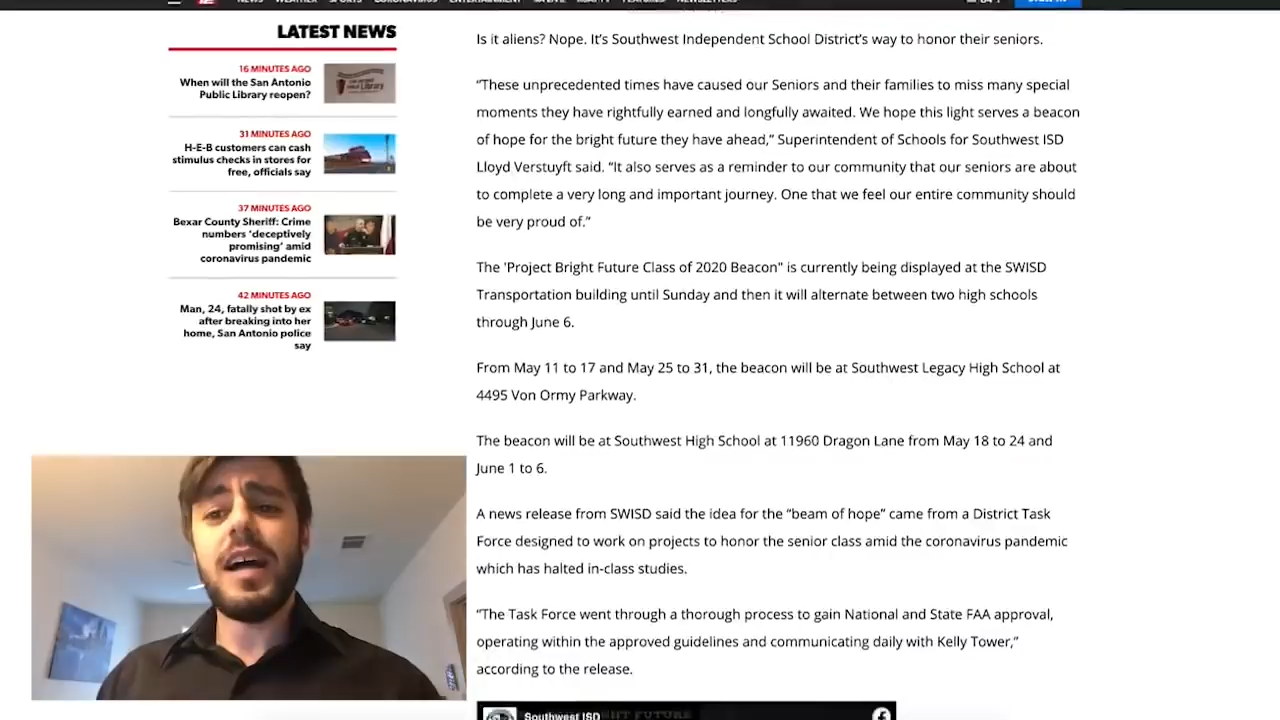 NEWS WEATHER SPORTS CORONAVIRUS ENTERTAINMENT SA LIVE FEATURES NEWSLETTERS
SIGN IN
LATEST NEWS
16 MINUTES AGO
When will the San Antonio
Public Library reopen?
31 MINUTES AGO
H-E-B customers can cash
stimulus checks in stores for
free, officials say
37 MINUTES AGO
Bexar County Sheriff: Crime
numbers ‘deceptively
promising’ amid
coronavirus pandemic
42 MINUTES AGO
Man, 24, fatally shot by ex
after breaking into her
home, San Antonio police
say
Is it aliens? Nope. It’s Southwest Independent School District’s way to honor their seniors.
“These unprecedented times have caused our Seniors and their families to miss many special
moments they have rightfully earned and longfully awaited. We hope this light serves a beacon
of hope for the bright future they have ahead,” Superintendent of Schools for Southwest ISD
Lloyd Verstuyft said. “It also serves as a reminder to our community that our seniors are about
to complete a very long and important journey. One that we feel our entire community should
be very proud of.”
The 'Project Bright Future Class of 2020 Beacon" is currently being displayed at the SWISD
Transportation building until Sunday and then it will alternate between two high schools
through June 6.
From May 11 to 17 and May 25 to 31, the beacon will be at Southwest Legacy High School at
4495 Von Ormy Parkway.
The beacon will be at Southwest High School at 11960 Dragon Lane from May 18 to 24 and
June 1 to 6.
A news release from SWISD said the idea for the “beam of hope” came from a District Task
Force designed to work on projects to honor the senior class amid the coronavirus pandemic
which has halted in-class studies.
“The Task Force went through a thorough process to gain National and State FAA approval,
operating within the approved guidelines and communicating daily with Kelly Tower,”
according to the release.
Southwest ISD